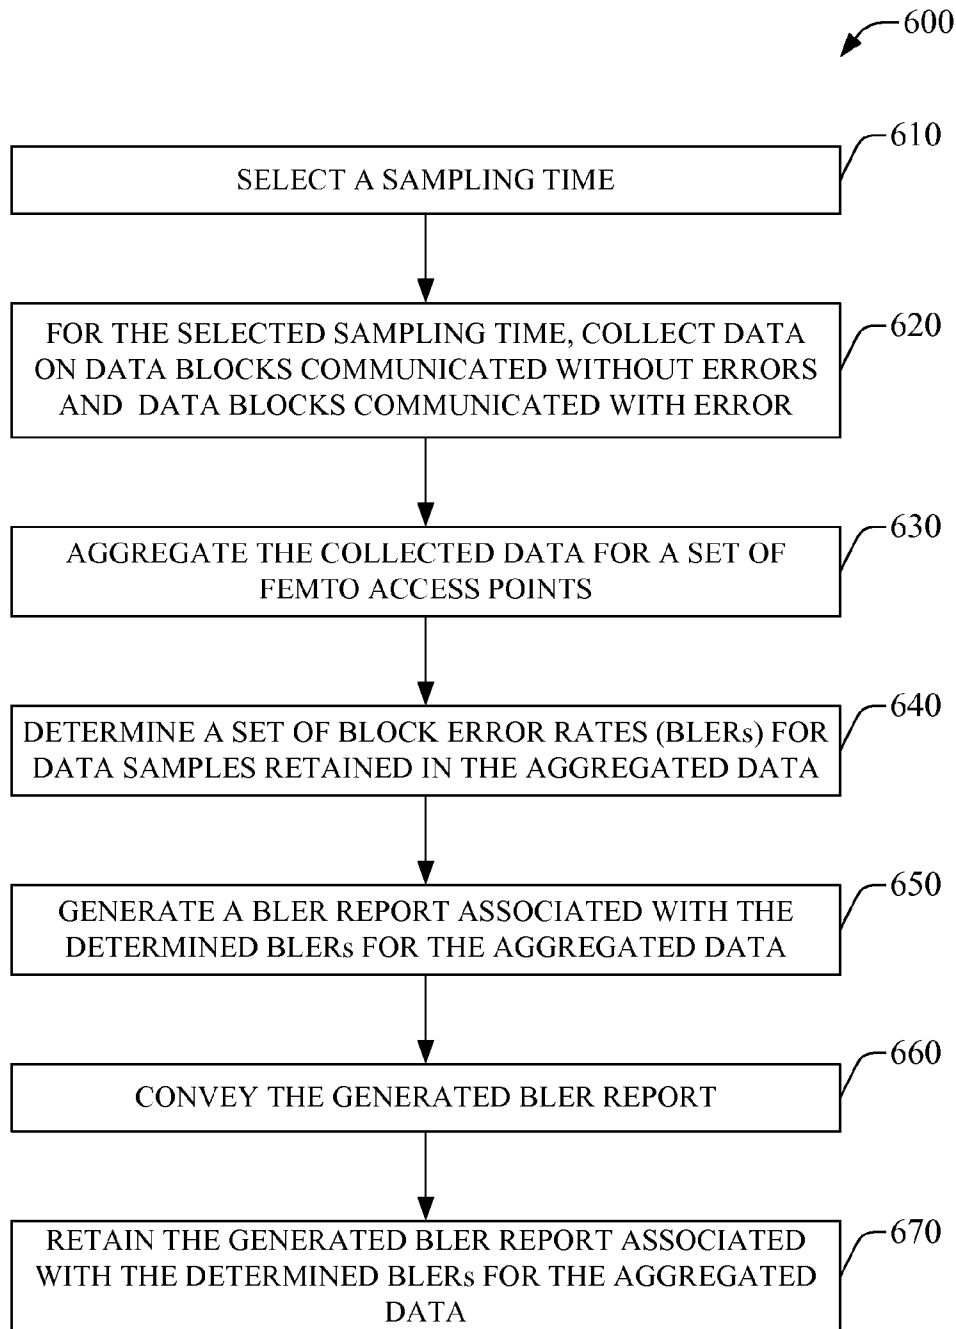 600
610
SELECT A SAMPLING TIME
620
FOR THE SELECTED SAMPLING TIME, COLLECT DATA
ON DATA BLOCKS COMMUNICATED WITHOUT ERRORS
AND DATA BLOCKS COMMUNICATED WITH ERROR
630
AGGREGATE THE COLLECTED DATA FOR A SET OF
FEMTO ACCESS POINTS
640
DETERMINE A SET OF BLOCK ERROR RATES (BLERs) FOR
DATA SAMPLES RETAINED IN THE AGGREGATED DATA
650
GENERATE A BLER REPORT ASSOCIATED WITH THE
DETERMINED BLERs FOR THE AGGREGATED DATA
660
CONVEY THE GENERATED BLER REPORT
670
RETAIN THE GENERATED BLER REPORT ASSOCIATED
WITH THE DETERMINED BLERs FOR THE AGGREGATED
DATA